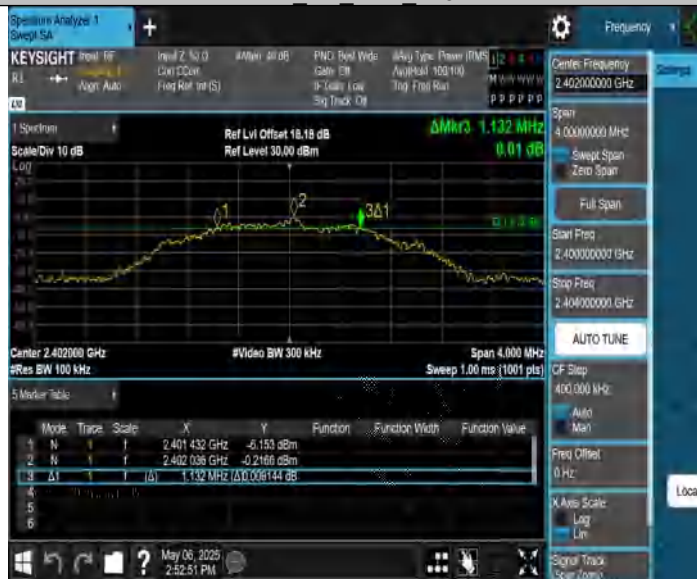 Spectrum Analyzer 1
Swept SA
+
Frequency
KEYSIGHT
Input: RF
Input Z: 50 Ω
#Atten: 40 dB
PNO: Best Wide
#Avg Type: Power (RMS)
Corr CCorr
Gate: Off
Avg|Hold: 100/100
Align: Auto
Freq Ref: Int (S)
IF Gain: Low
Trig: Free Run
Sig Track: Off
P P P P P P
Center Frequency
2.402000000 GHz
Settings
Span
4.00000000 MHz
Swept Span
Zero Span
Full Span
Start Freq
2.400000000 GHz
Stop Freq
2.404000000 GHz
AUTO TUNE
CF Step
400.000 kHz
Auto
Man
Freq Offset
0 Hz
X Axis Scale
Log
Lin
Signal Track
Local
1 Spectrum
Scale/Div 10 dB
Ref Lvl Offset 18.18 dB
Ref Level 30.00 dBm
ΔMkr3 1.132 MHz
0.01 dB
Log
1
2
3Δ1
Center 2.402000 GHz
#Res BW 100 kHz
#Video BW 300 kHz
Span 4.000 MHz
Sweep 1.00 ms (1001 pts)
5 Marker Table
Mode Trace Scale X Y Function Function Width Function Value
1 N 1 f 2.401 432 GHz -6.153 dBm
2 N 1 f 2.402 036 GHz -0.2166 dBm
3 Δ1 1 f (Δ) 1.132 MHz (Δ) 0.009144 dB
4
5
6
?
May 06, 2025
2:52:51 PM